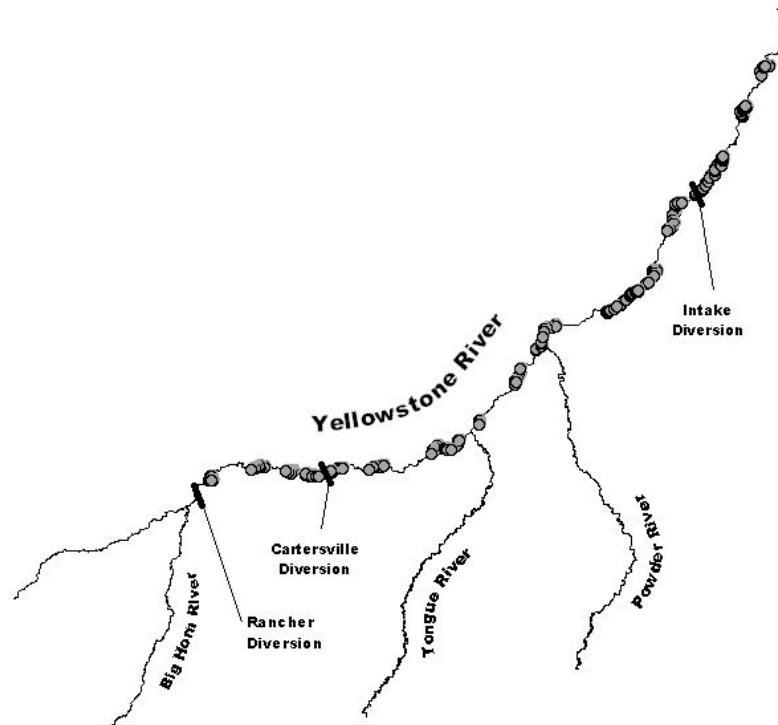 Intake
Diversion
Yellowstone River
Cartersville
Diversion
Rancher
Diversion
Big Horn River
Tongue River
Powder River